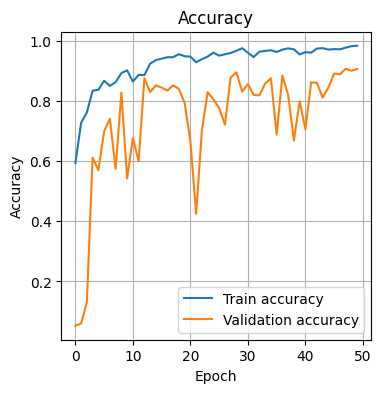 Accuracy
1.0
0.8
0.6
0.4
0.2
Accuracy
Train accuracy
Validation accuracy
0 10 20 30 40 50
Epoch